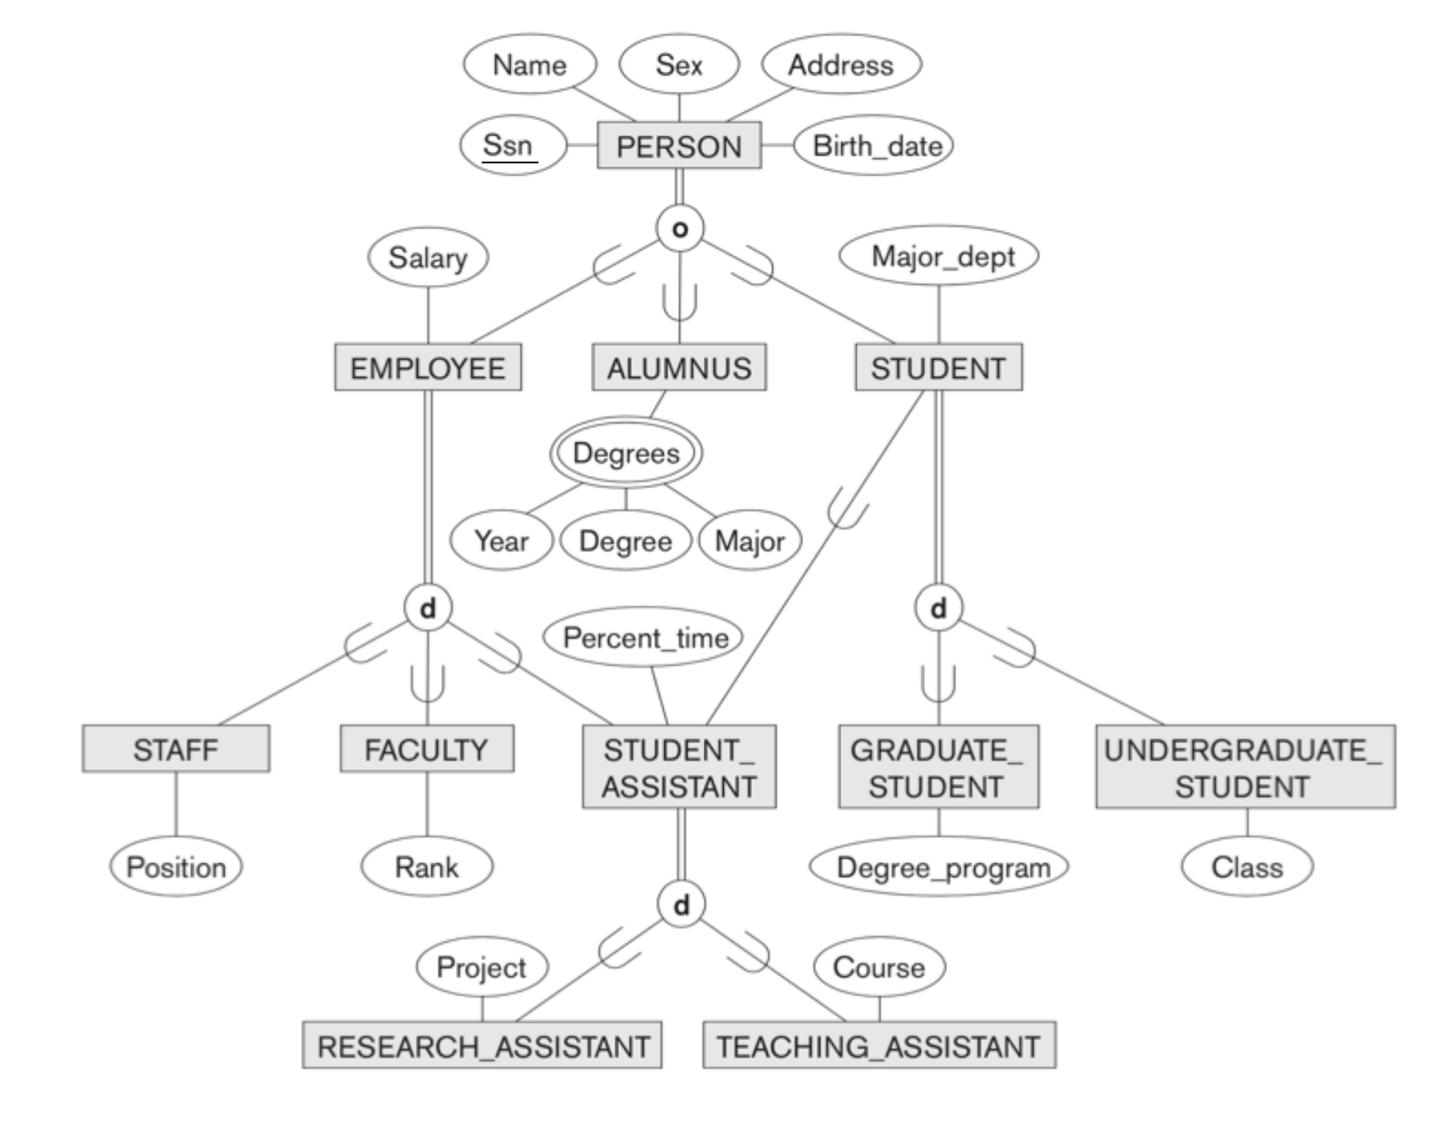 Name
Sex
Address
Ssn
PERSON
Birth_date
o
Salary
Major_dept
EMPLOYEE
ALUMNUS
STUDENT
Degrees
Year
Degree
Major
d
d
Percent_time
STAFF
FACULTY
STUDENT_
ASSISTANT
GRADUATE_
STUDENT
UNDERGRADUATE_
STUDENT
Position
Rank
Degree_program
Class
d
Project
Course
RESEARCH_ASSISTANT
TEACHING_ASSISTANT